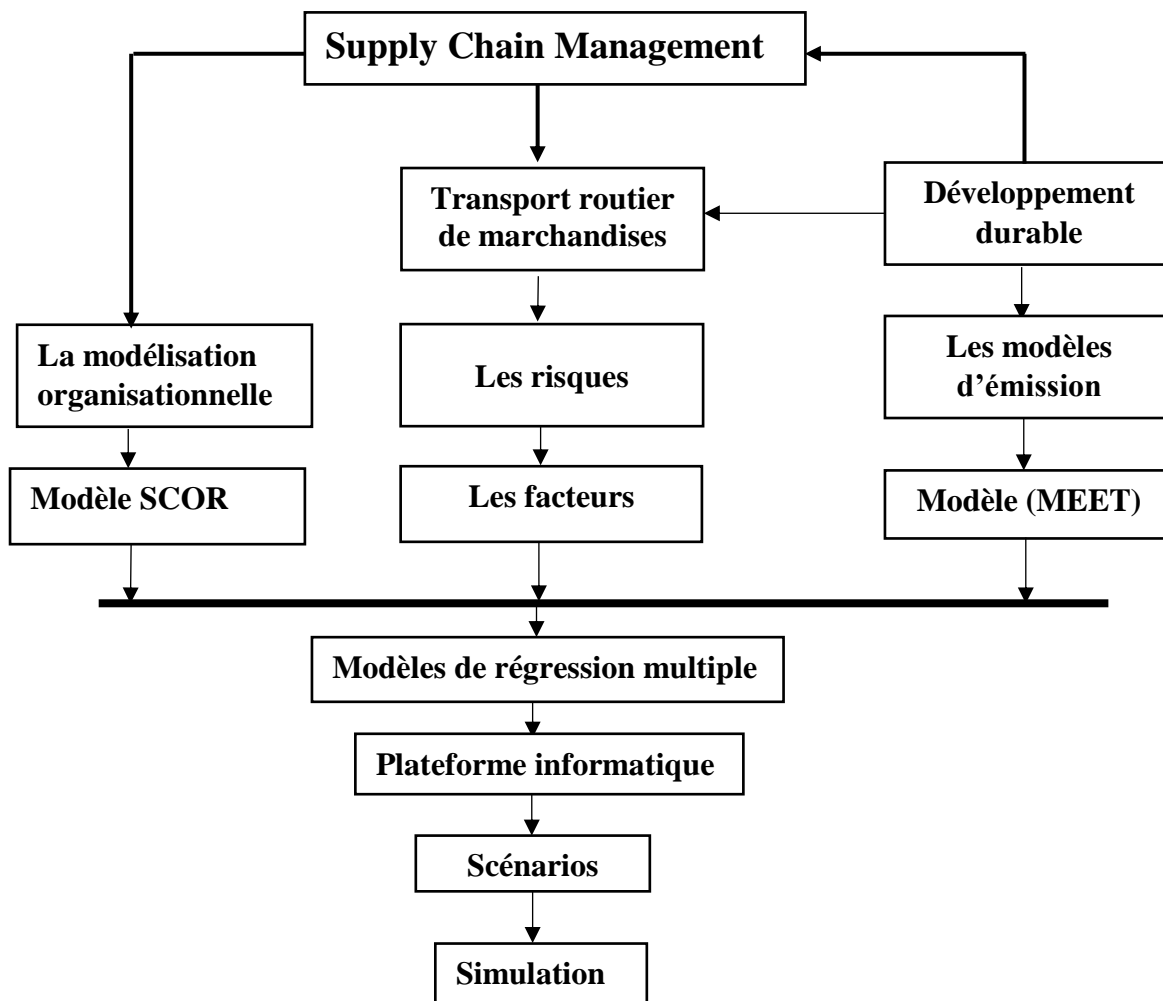 Supply Chain Management
Transport routier
de marchandises
Développement
durable
La modélisation
organisationnelle
Les risques
Les modèles
d’émission
Modèle SCOR
Les facteurs
Modèle (MEET)
Modèles de régression multiple
Plateforme informatique
Scénarios
Simulation